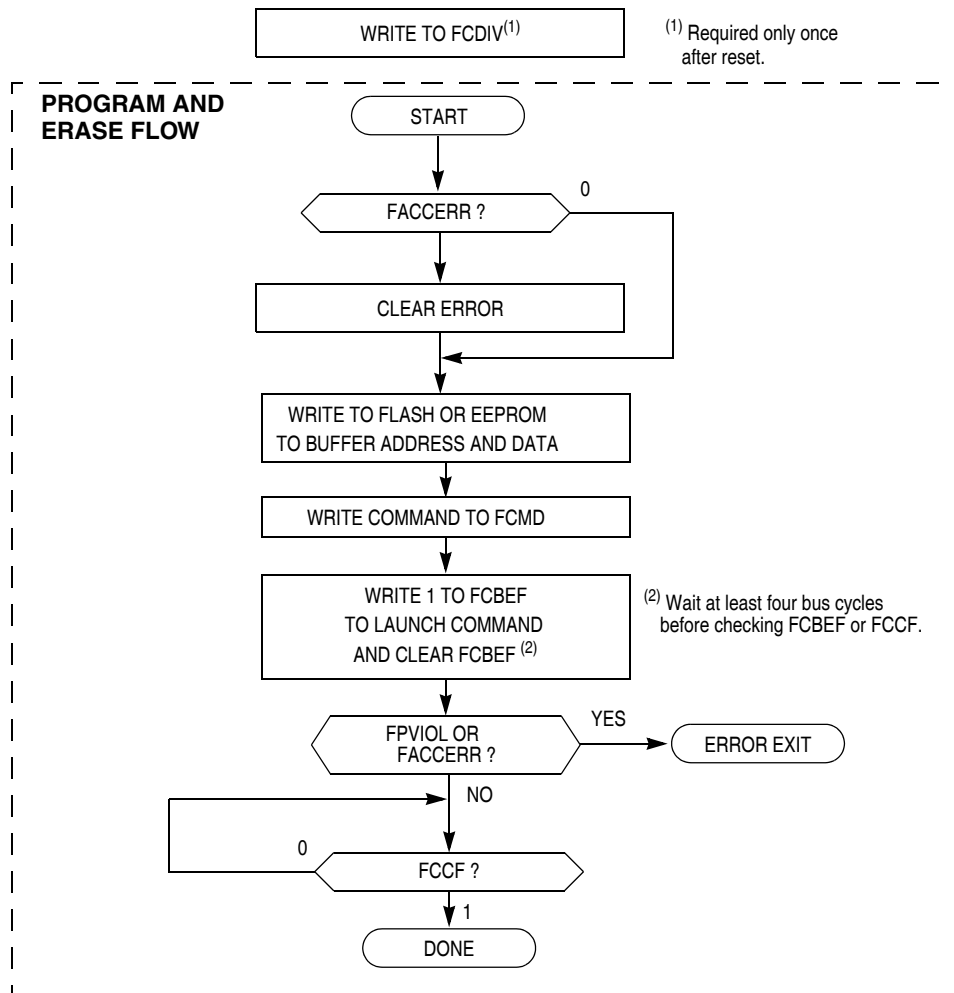 WRITE TO FCDIV(1)
(1) Required only once
after reset.
PROGRAM AND
ERASE FLOW
START
0
FACCERR ?
CLEAR ERROR
WRITE TO FLASH OR EEPROM
TO BUFFER ADDRESS AND DATA
WRITE COMMAND TO FCMD
WRITE 1 TO FCBEF
TO LAUNCH COMMAND
AND CLEAR FCBEF (2)
(2) Wait at least four bus cycles
before checking FCBEF or FCCF.
FPVIOL OR
FACCERR ?
YES
ERROR EXIT
NO
0
FCCF ?
1
DONE